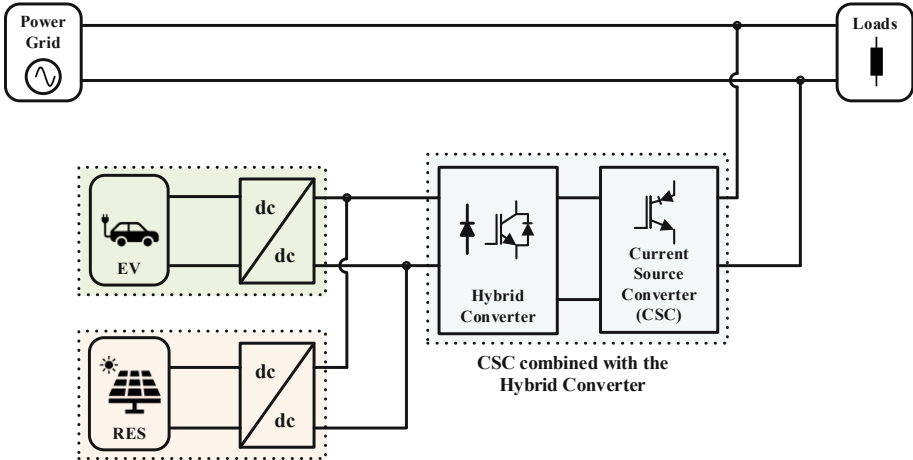 Power
Grid
Loads
EV
dc
dc
Hybrid
Converter
Current
Source
Converter
(CSC)
RES
dc
dc
CSC combined with the
Hybrid Converter